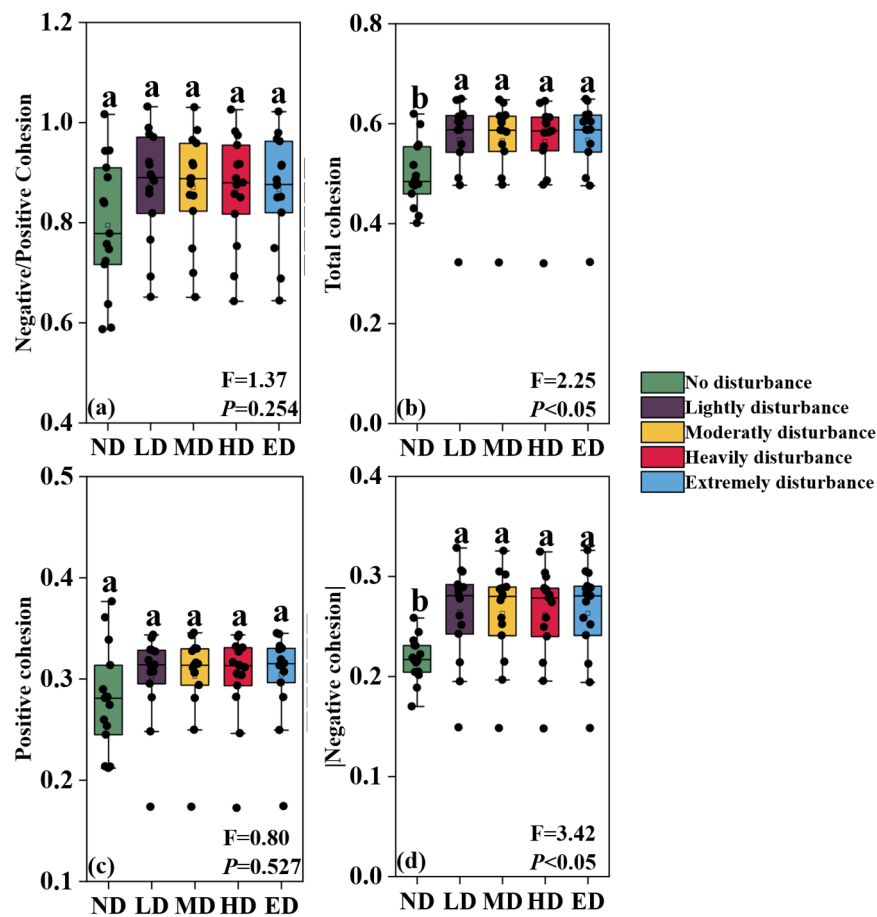 Negative/Positive Cohesion
1.2
1.0
0.8
0.6
0.4
a a a a a
F=1.37
P=0.254
(a)
ND LD MD HD ED
Total cohesion
0.8
0.6
0.4
0.2
0.0
b a a a a
F=2.25
P<0.05
(b)
ND LD MD HD ED
No disturbance
Lightly disturbance
Moderatly disturbance
Heavily disturbance
Extremely disturbance
Positive cohesion
0.5
0.4
0.3
0.2
0.1
a a a a a
F=0.80
P=0.527
(c)
ND LD MD HD ED
|Negative cohesion|
0.4
0.3
0.2
0.1
0.0
b a a a a
F=3.42
P<0.05
(d)
ND LD MD HD ED